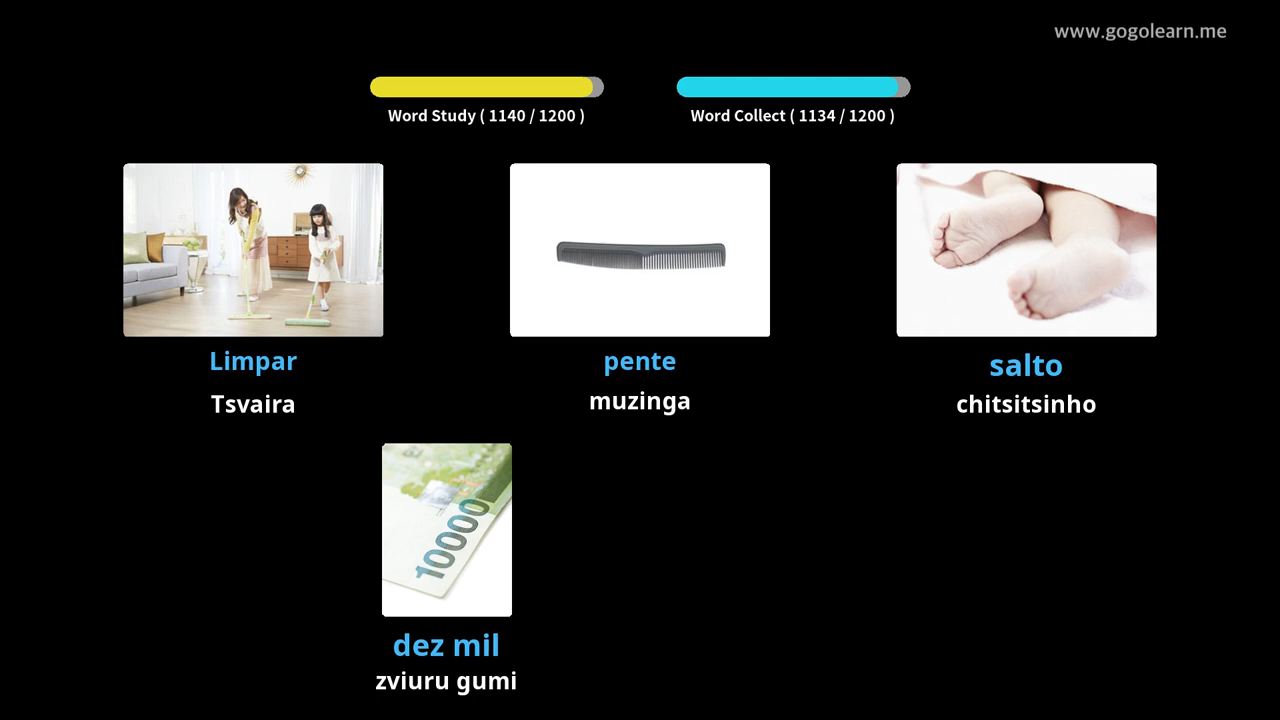 www.gogolearn.me
Word Study ( 1140 / 1200 )
Word Collect ( 1134 / 1200 )
Limpar
Tsvaira
pente
muzinga
salto
chitsitsinho
10000
dez mil
zviuru gumi